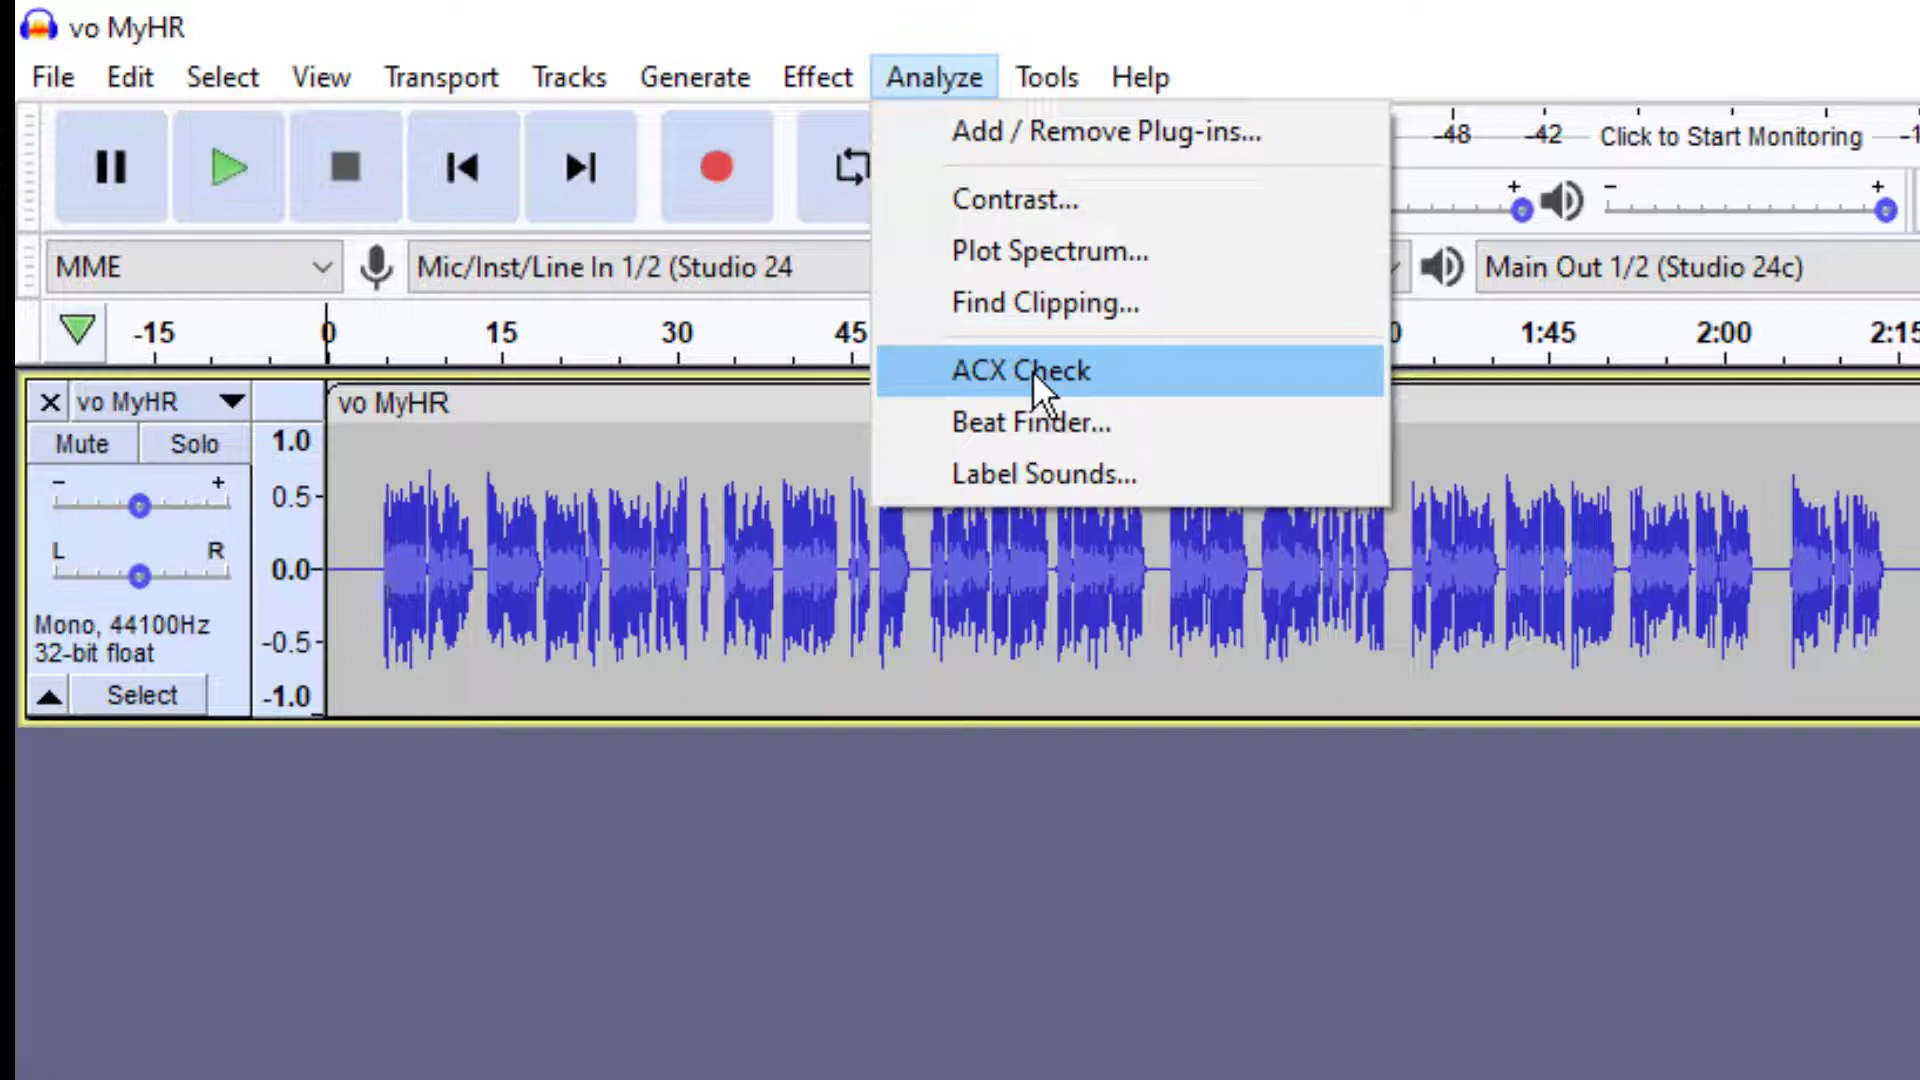 vo MyHR
File Edit Select View Transport Tracks Generate Effect Analyze Tools Help
Add / Remove Plug-ins...
-48 -42 Click to Start Monitoring -1
Contrast...
- +
+
Plot Spectrum...
MME Mic/Inst/Line In 1/2 (Studio 24 Main Out 1/2 (Studio 24c)
Find Clipping...
-15 0 15 30 45 0 1:45 2:00 2:15
ACX Check
vo MyHR vo MyHR
Beat Finder...
Mute Solo 1.0
Label Sounds...
- + 0.5
L R
0.0
Mono, 44100Hz
32-bit float -0.5
Select -1.0